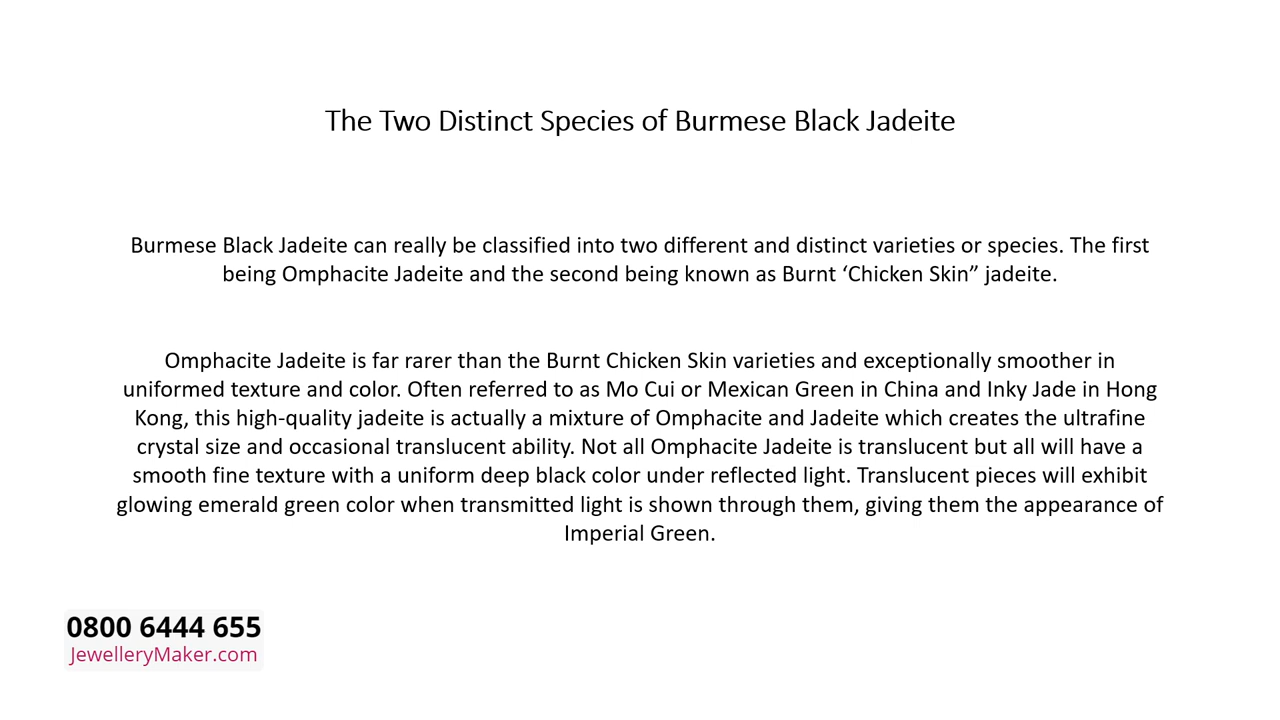 The Two Distinct Species of Burmese Black Jadeite
Burmese Black Jadeite can really be classified into two different and distinct varieties or species. The first
being Omphacite Jadeite and the second being known as Burnt ‘Chicken Skin” jadeite.
Omphacite Jadeite is far rarer than the Burnt Chicken Skin varieties and exceptionally smoother in
uniformed texture and color. Often referred to as Mo Cui or Mexican Green in China and Inky Jade in Hong
Kong, this high-quality jadeite is actually a mixture of Omphacite and Jadeite which creates the ultrafine
crystal size and occasional translucent ability. Not all Omphacite Jadeite is translucent but all will have a
smooth fine texture with a uniform deep black color under reflected light. Translucent pieces will exhibit
glowing emerald green color when transmitted light is shown through them, giving them the appearance of
Imperial Green.
0800 6444 655
JewelleryMaker.com